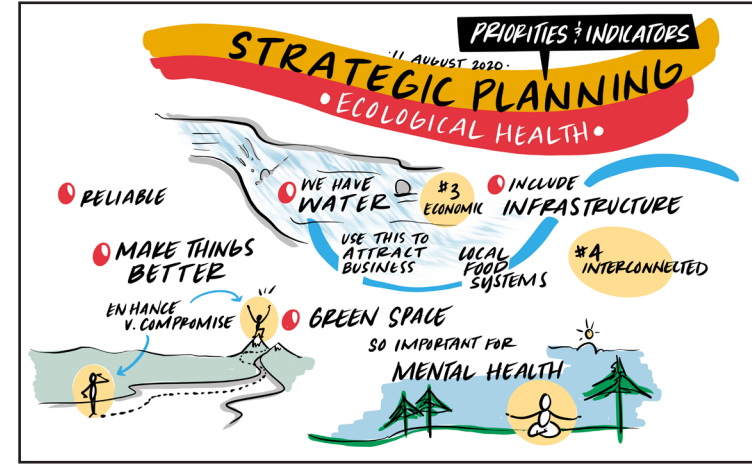 PRIORITIES & INDICATORS
·11 AUGUST 2020·
STRATEGIC PLANNING
• ECOLOGICAL HEALTH •
RELIABLE
WE HAVE
WATER
#3
ECONOMIC
INCLUDE
INFRASTRUCTURE
MAKE THINGS
BETTER
USE THIS TO
ATTRACT
BUSINESS
LOCAL
FOOD
SYSTEMS
#4
INTERCONNECTED
ENHANCE
V. COMPROMISE
GREEN SPACE
SO IMPORTANT FOR
MENTAL HEALTH